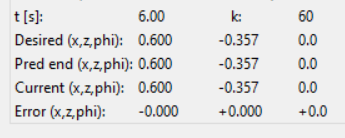 t [s]: 6.00 k: 60
Desired (x,z,phi): 0.600 -0.357 0.0
Pred end (x,z,phi): 0.600 -0.357 0.0
Current (x,z,phi): 0.600 -0.357 0.0
Error (x,z,phi): -0.000 +0.000 +0.0